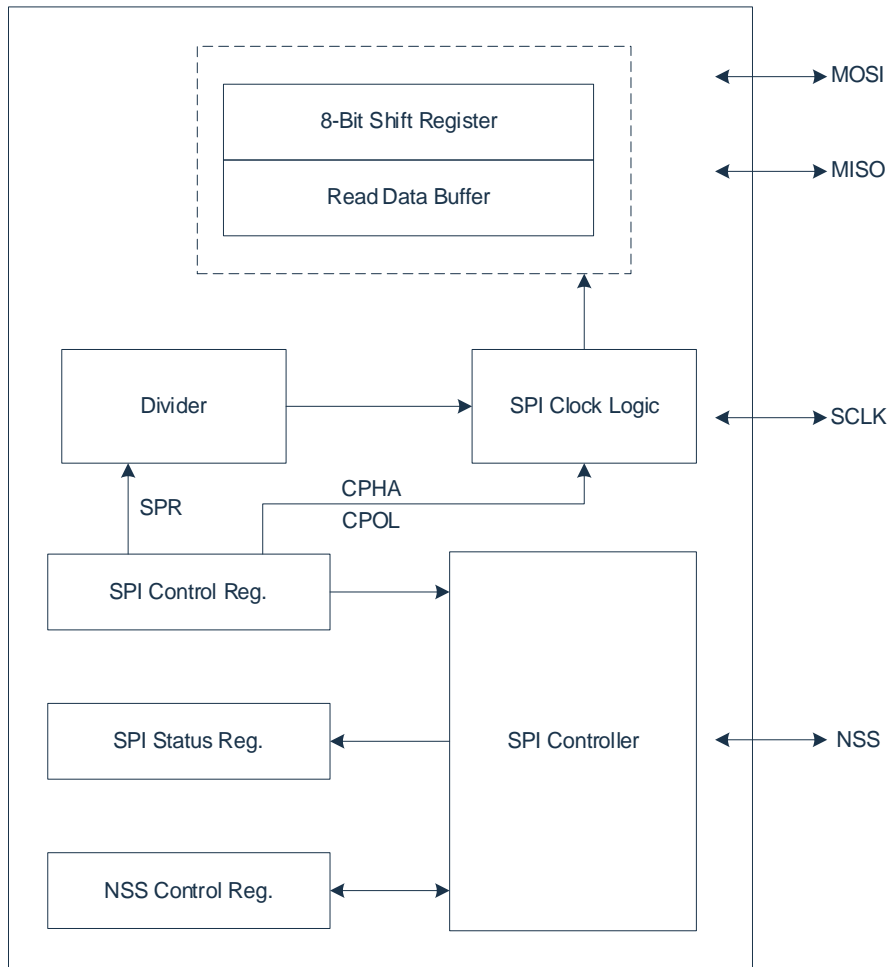 MOSI
8-Bit Shift Register
MISO
Read Data Buffer
Divider
SPI Clock Logic
SCLK
SPR
CPHA
CPOL
SPI Control Reg.
SPI Status Reg.
SPI Controller
NSS
NSS Control Reg.